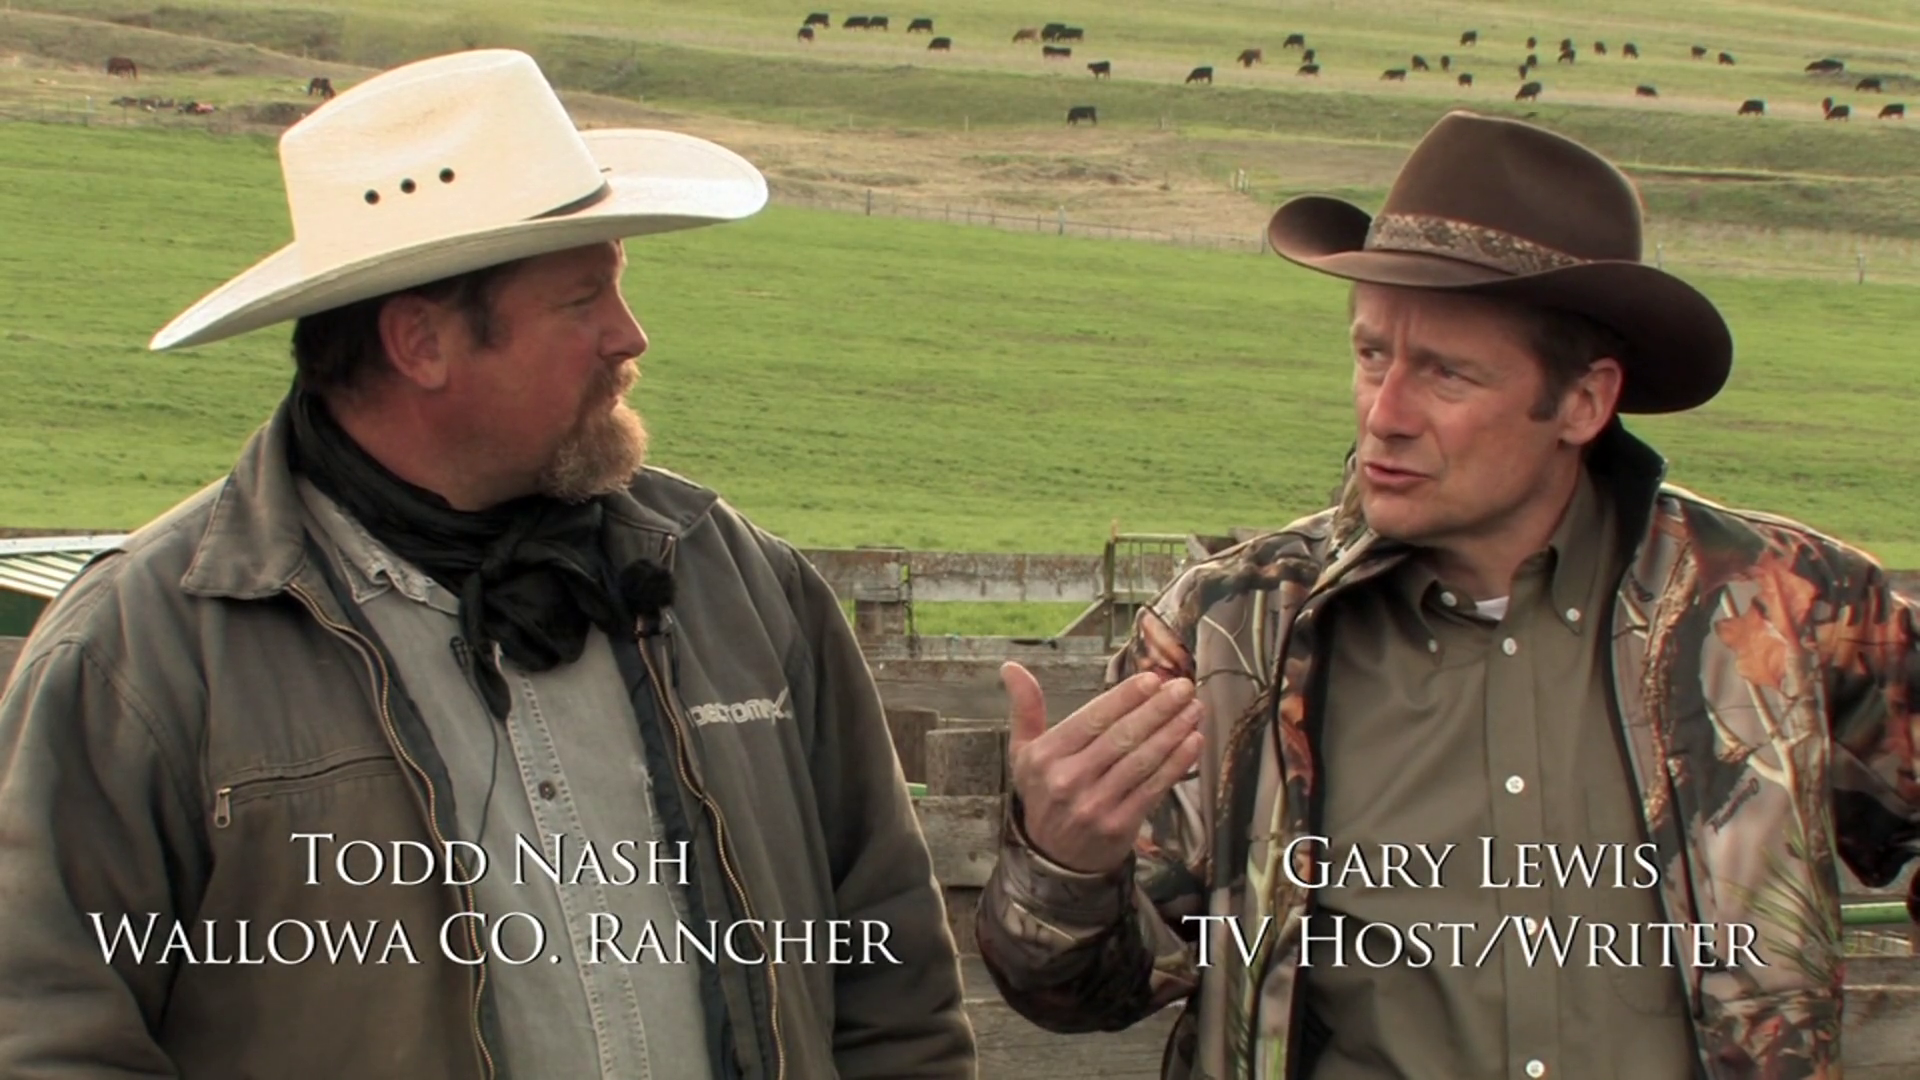 Todd Nash
Wallowa CO. Rancher
Gary Lewis
TV Host/Writer